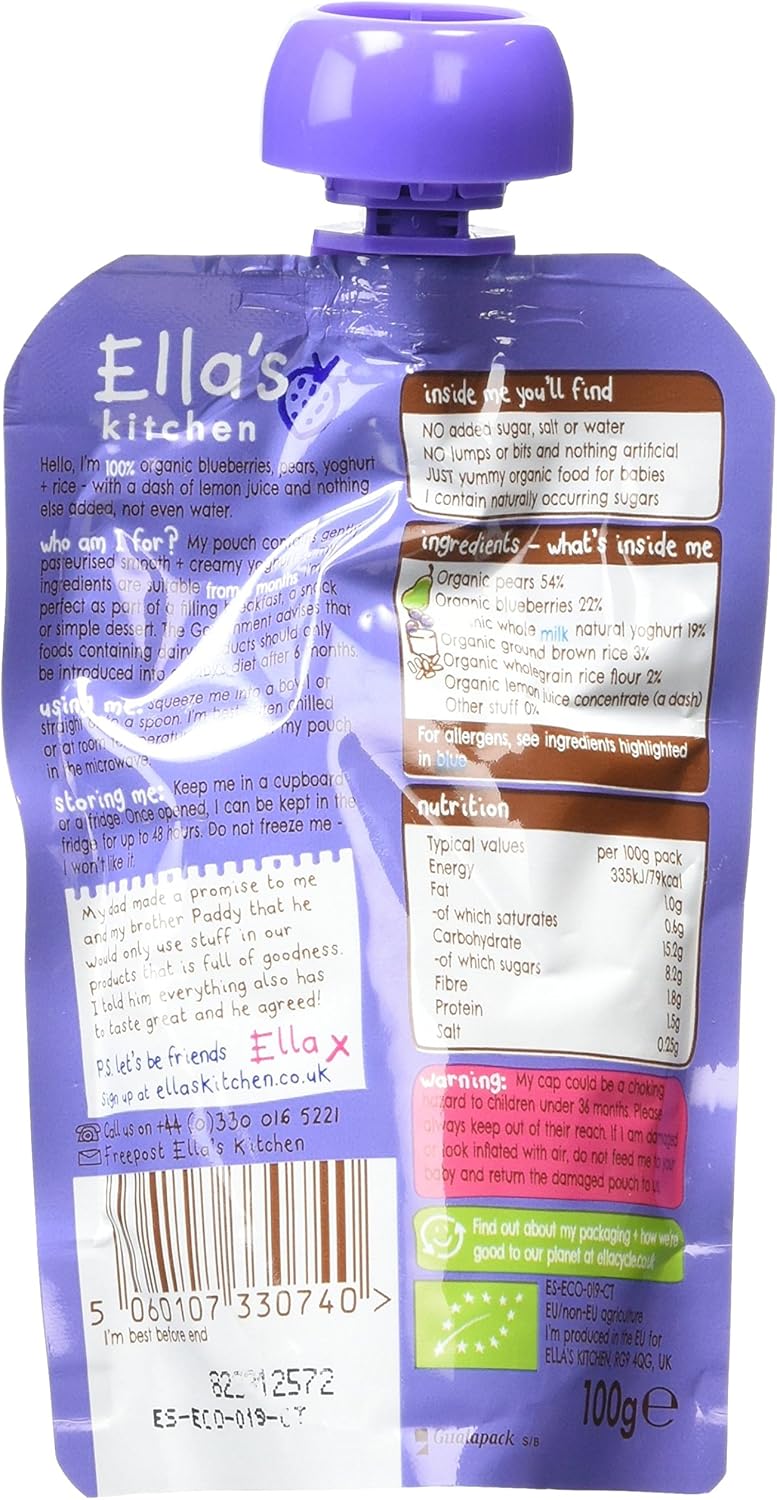 Ella's
kitchen
Hello, I'm 100% organic blueberries, pears, yoghurt
+ rice - with a dash of lemon juice and nothing
else added, not even water.
who am I for? My pouch contains gently
pasteurised smooth + creamy
ingredients are suitable from months
perfect as part of a filling breakfast, a snack
or simple dessert. The Government advises that
foods containing dairy products should only
be introduced into diet after 6 months.
using me: Squeeze me into a bowl or
straight onto a spoon. I'm best eaten chilled
or at room my pouch
in the microwave.
storing me: Keep me in a cupboard
or a fridge. Once opened, I can be kept in the
fridge for up to 48 hours. Do not freeze me -
I won't like it.
My dad made a promise to me
and my brother Paddy that he
would only use stuff in our
products that is full of goodness.
I told him everything also has
to taste great and he agreed!
P.S. let's be friends Ella x
Sign up at ellaskitchen.co.uk
Call us on +44 (0)330 016 5221
Freepost Ella's Kitchen
5 060107 330740 >
I'm best before end
12572
ES-ECO-019-CT
inside me you'll find
NO added sugar, salt or water
NO lumps or bits and nothing artificial
JUST yummy organic food for babies
I contain naturally occurring sugars
ingredients - what's inside me
Organic pears 54%
Organic blueberries 22%
whole milk natural yoghurt 19%
Organic ground brown rice 3%
Organic wholegrain rice flour 2%
Organic lemon juice concentrate (a dash)
Other stuff 0%
For allergens, see ingredients highlighted
in blue
nutrition
Typical values per 100g pack
Energy 335kJ/79kcal
Fat 1.0g
-of which saturates 0.6g
Carbohydrate 15.2g
-of which sugars 8.2g
Fibre 1.8g
Protein 1.5g
Salt 0.25g
warning: My cap could be a choking
hazard to children under 36 months. Please
always keep out of their reach. If I am damaged
or look inflated with air, do not feed me to your
baby and return the damaged pouch to us.
Find out about my packaging + how we're
good to our planet at ellacycle.co.uk
ES-ECO-019-CT
EU/non-EU agriculture
I'm produced in the EU for
ELLA'S KITCHEN, RG9 4QG, UK
100g e
Gualapack S/B